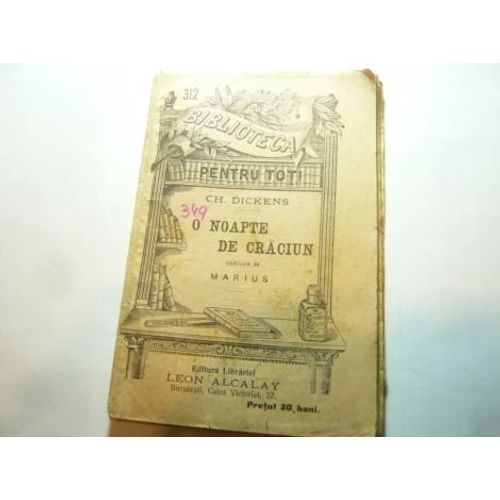 312
BIBLIOTECA
PENTRU TOTI
CH. DICKENS
349
O NOAPTE
DE CRĂCIUN
MARIUS
Editura Librăriei
LEON ALCALAY
Bucureşti, Calea Victoriei, 37.
Preţul 30 bani.